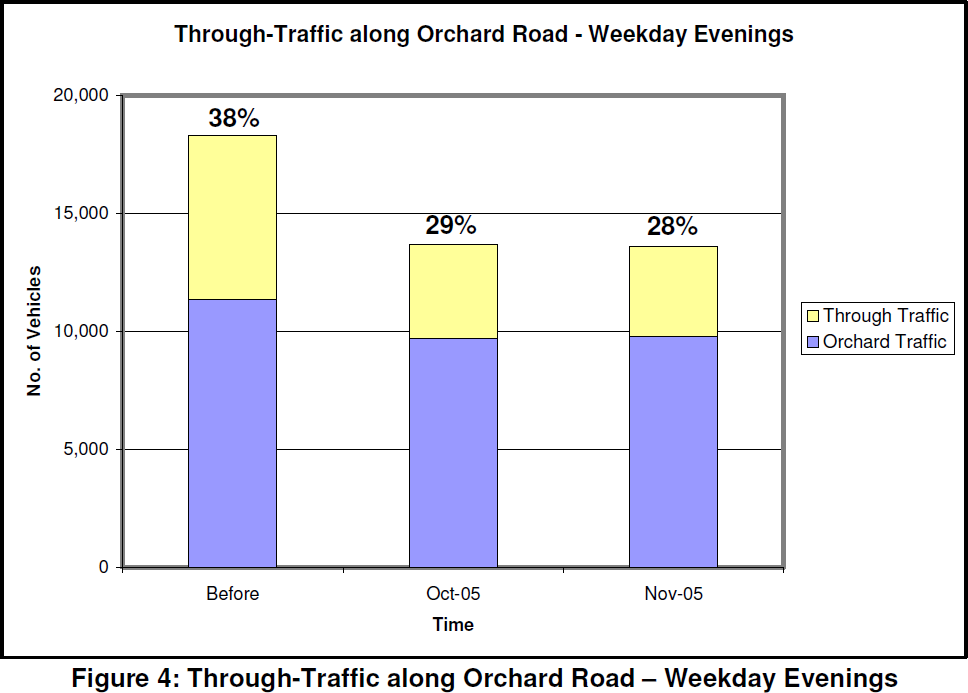 Through-Traffic along Orchard Road - Weekday Evenings
20,000
15,000
10,000
5,000
0
No. of Vehicles
38%
29%
28%
Before
Oct-05
Nov-05
Time
Through Traffic
Orchard Traffic
Figure 4: Through-Traffic along Orchard Road – Weekday Evenings